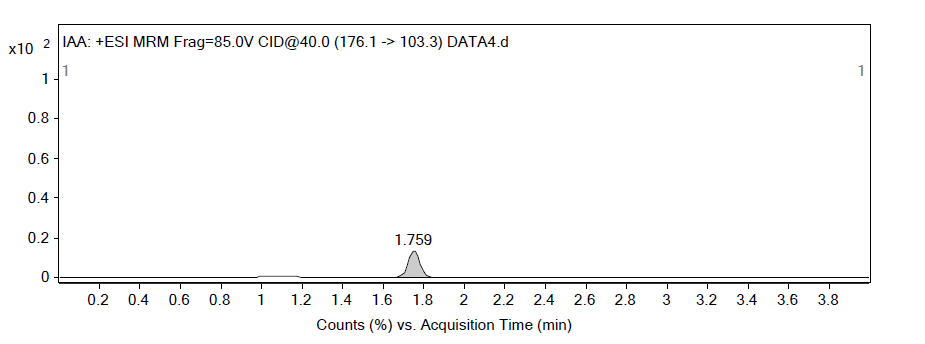 x10 2
IAA: +ESI MRM Frag=85.0V CID@40.0 (176.1 -> 103.3) DATA4.d
1 1
1
0.8
0.6
0.4
0.2
0
1.759
0.2 0.4 0.6 0.8 1 1.2 1.4 1.6 1.8 2 2.2 2.4 2.6 2.8 3 3.2 3.4 3.6 3.8
Counts (%) vs. Acquisition Time (min)